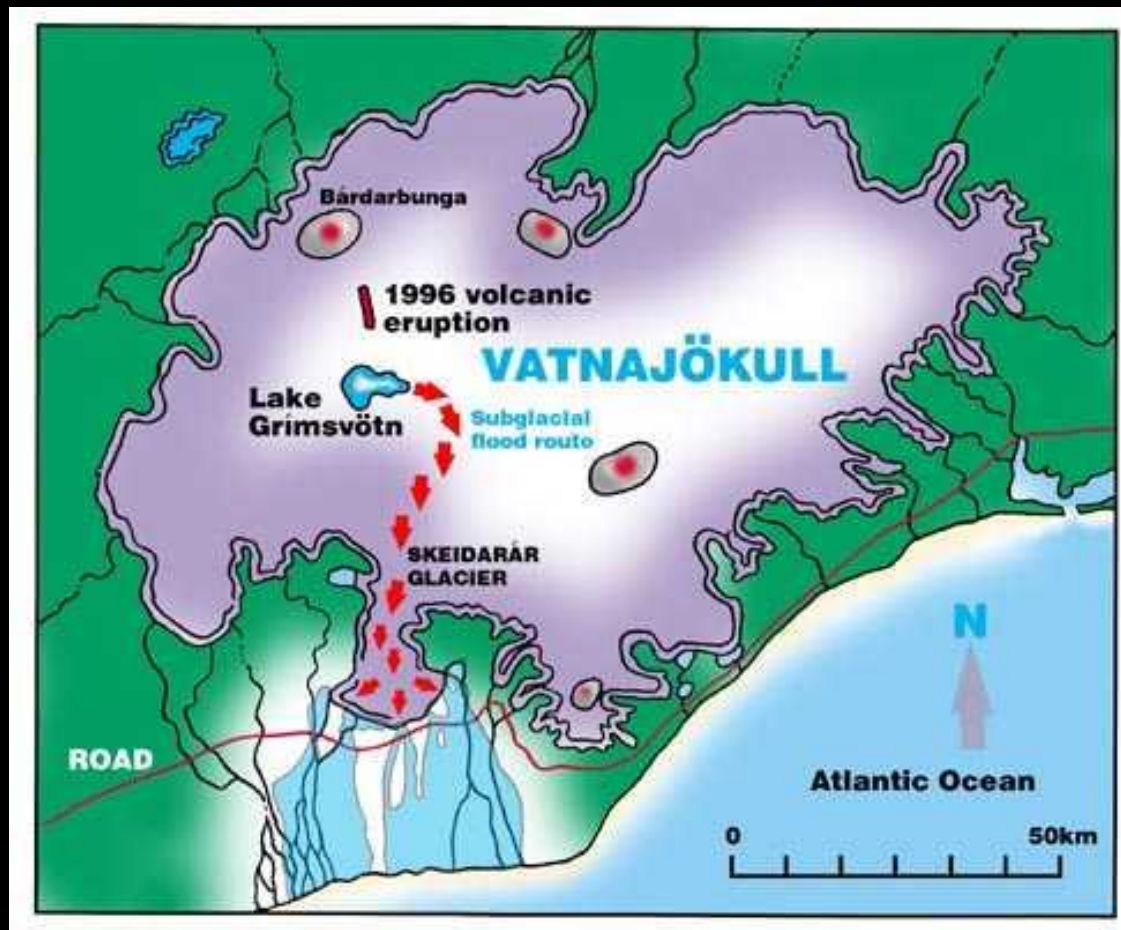 Bárdarbunga
1996 volcanic
eruption
VATNAJÖKULL
Lake
Grímsvötn
Subglacial
flood route
SKEIDARÁR
GLACIER
N
ROAD
Atlantic Ocean
0 50km